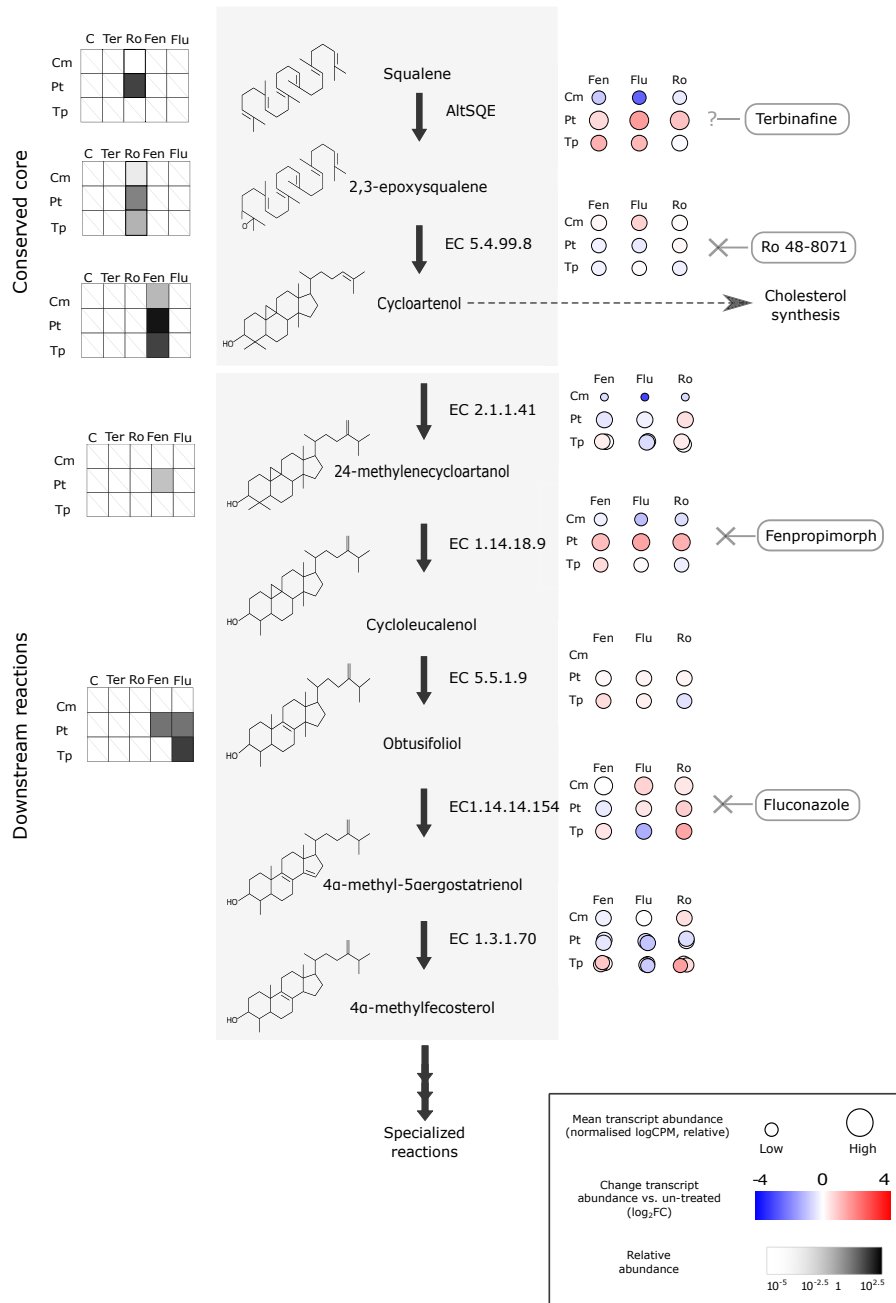 C Ter Ro Fen Flu
Cm
Pt
Tp
C Ter Ro Fen Flu
Cm
Pt
Tp
C Ter Ro Fen Flu
Cm
Pt
Tp
Conserved core
C Ter Ro Fen Flu
Cm
Pt
Tp
C Ter Ro Fen Flu
Cm
Pt
Tp
Downstream reactions
Squalene
AltSQE
2,3-epoxysqualene
O
EC 5.4.99.8
Cycloartenol
HO
Cholesterol
synthesis
EC 2.1.1.41
24-methylenecycloartanol
HO
EC 1.14.18.9
Cycloleucalenol
HO
EC 5.5.1.9
Obtusifoliol
HO
EC1.14.14.154
4α-methyl-5αergostatrienol
HO
EC 1.3.1.70
4α-methylfecosterol
HO
Specialized
reactions
Fen Flu Ro
Cm
Pt
Tp
? Terbinafine
Fen Flu Ro
Cm
Pt
Tp
Ro 48-8071
Fen Flu Ro
Cm
Pt
Tp
Fen Flu Ro
Cm
Pt
Tp
Fenpropimorph
Fen Flu Ro
Cm
Pt
Tp
Fen Flu Ro
Cm
Pt
Tp
Fluconazole
Fen Flu Ro
Cm
Pt
Tp
Mean transcript abundance
(normalised logCPM, relative)
Low High
-4 0 4
Change transcript
abundance vs. un-treated
(log₂FC)
Relative
abundance
10⁻⁵ 10⁻²·⁵ 1 10²·⁵